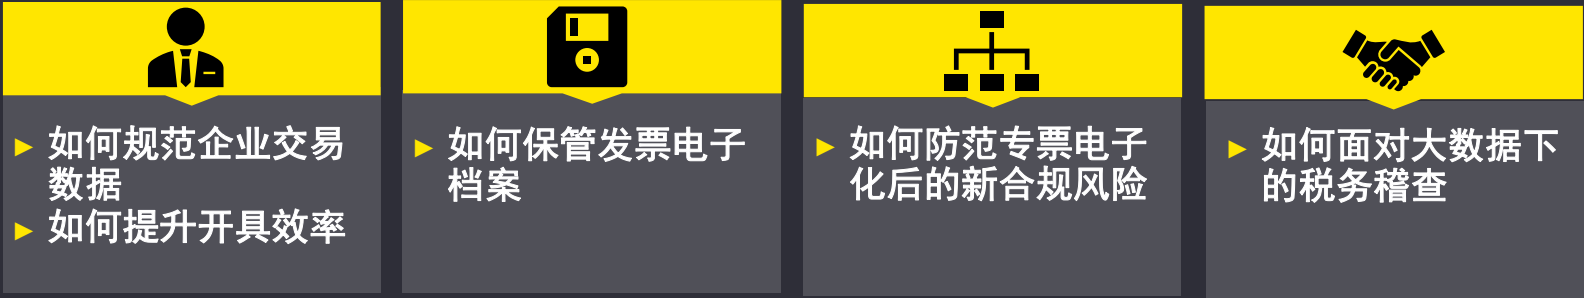 如何规范企业交易
数据
如何提升开具效率
如何保管发票电子
档案
如何防范专票电子
化后的新合规风险
如何面对大数据下
的税务稽查